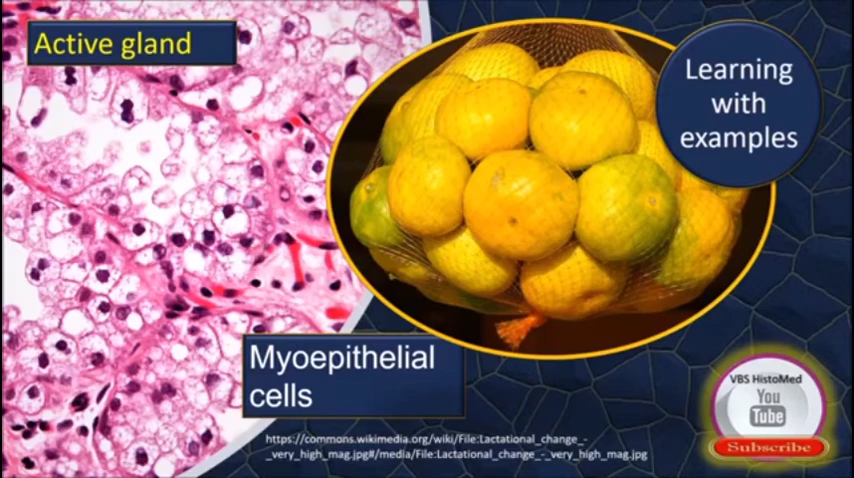 Active gland
Learning
with
examples
Myoepithelial
cells
VBS HistoMed
You
Tube
Subscribe
https://commons.wikimedia.org/wiki/File:Lactational_change_-
_very_high_mag.jpg#/media/File:Lactational_change_-_very_high_mag.jpg